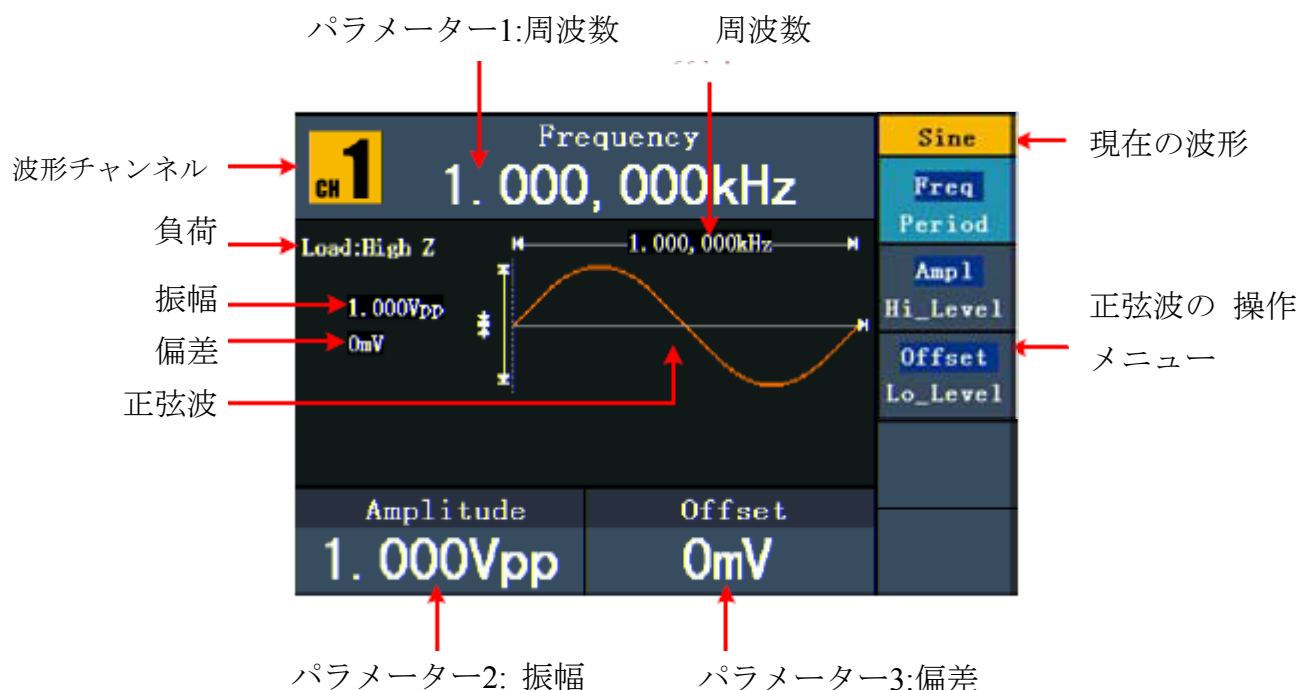 パラメーター1:周波数
周波数
波形チャンネル
負荷
振幅
偏差
正弦波
CH 1
Frequency
1.000,000kHz
Load:High Z
1.000,000kHz
1.000Vpp
0mV
Amplitude
1.000Vpp
Offset
0mV
Sine
Freq
Period
Ampl
Hi_Level
Offset
Lo_Level
現在の波形
正弦波の 操作
メニュー
パラメーター2: 振幅
パラメーター3:偏差